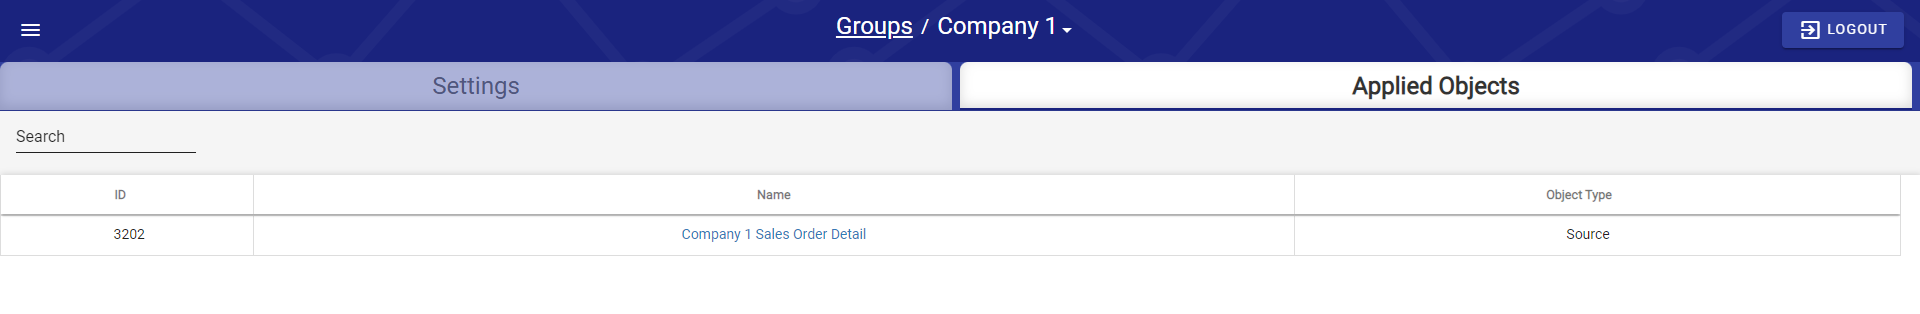 Groups / Company 1
LOGOUT
Settings
Applied Objects
Search
ID Name Object Type
3202 Company 1 Sales Order Detail Source